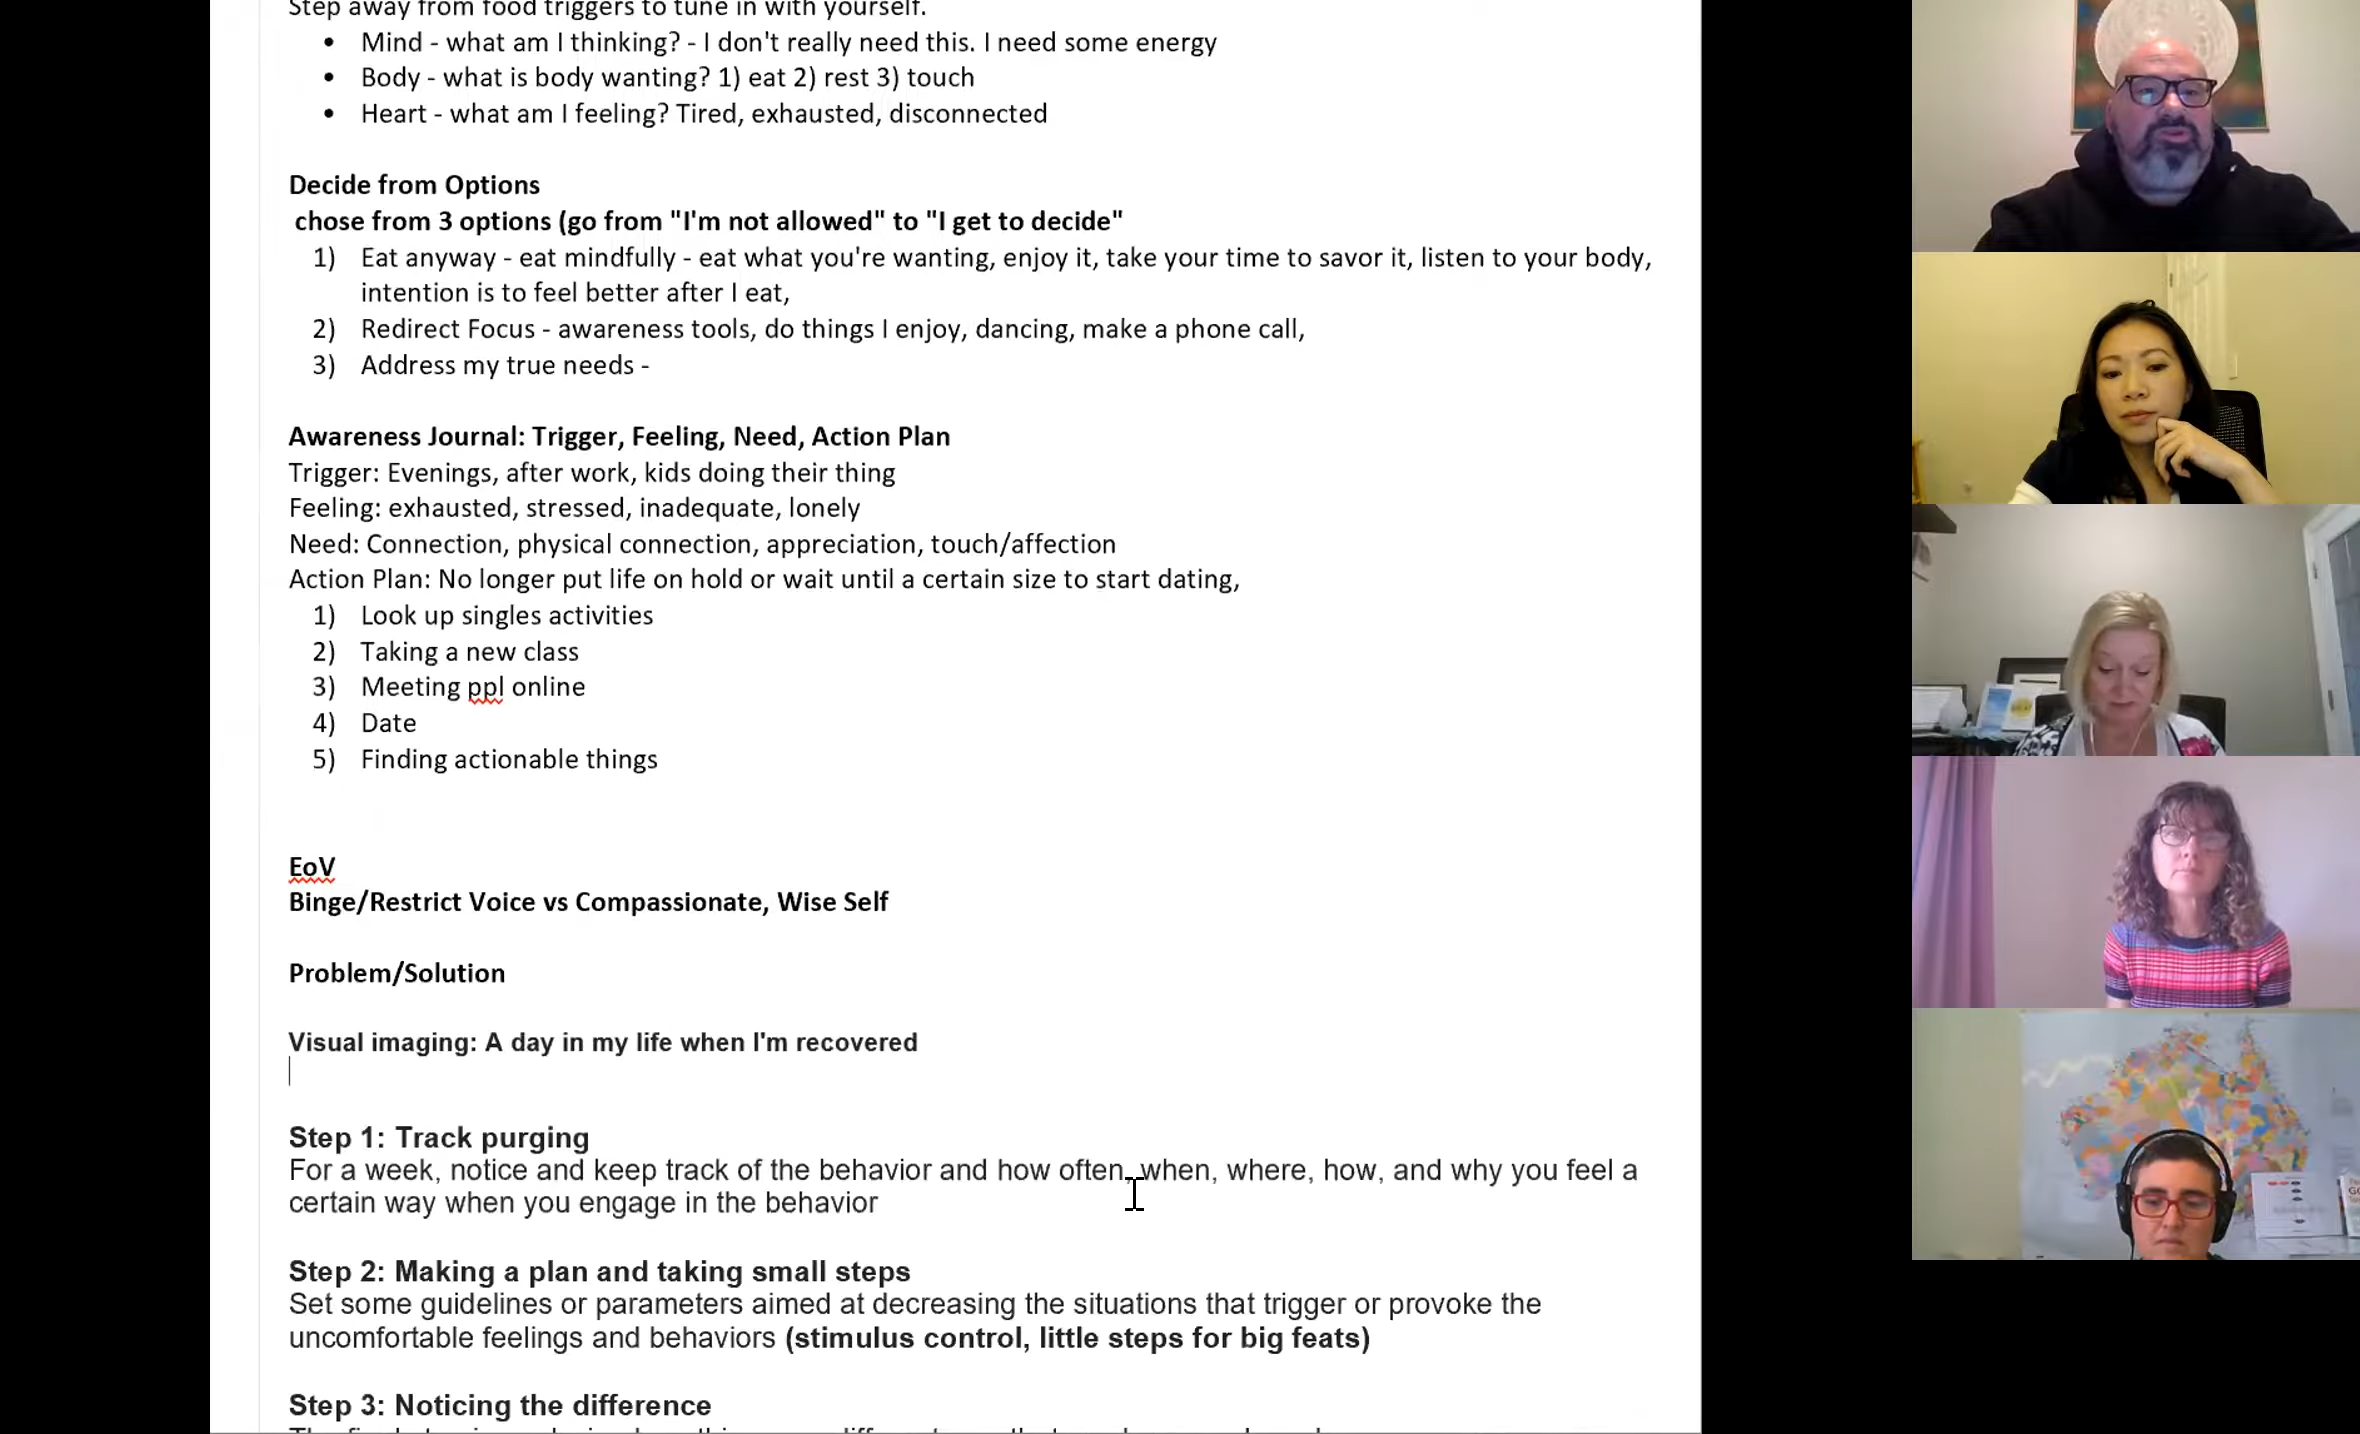 Step away from food triggers to tune in with yourself.
• Mind - what am I thinking? - I don't really need this. I need some energy
• Body - what is body wanting? 1) eat 2) rest 3) touch
• Heart - what am I feeling? Tired, exhausted, disconnected
Decide from Options
chose from 3 options (go from "I'm not allowed" to "I get to decide"
1) Eat anyway - eat mindfully - eat what you're wanting, enjoy it, take your time to savor it, listen to your body,
intention is to feel better after I eat,
2) Redirect Focus - awareness tools, do things I enjoy, dancing, make a phone call,
3) Address my true needs -
Awareness Journal: Trigger, Feeling, Need, Action Plan
Trigger: Evenings, after work, kids doing their thing
Feeling: exhausted, stressed, inadequate, lonely
Need: Connection, physical connection, appreciation, touch/affection
Action Plan: No longer put life on hold or wait until a certain size to start dating,
1) Look up singles activities
2) Taking a new class
3) Meeting ppl online
4) Date
5) Finding actionable things
EoV
Binge/Restrict Voice vs Compassionate, Wise Self
Problem/Solution
Visual imaging: A day in my life when I'm recovered
Step 1: Track purging
For a week, notice and keep track of the behavior and how often, when, where, how, and why you feel a
certain way when you engage in the behavior
Step 2: Making a plan and taking small steps
Set some guidelines or parameters aimed at decreasing the situations that trigger or provoke the
uncomfortable feelings and behaviors (stimulus control, little steps for big feats)
Step 3: Noticing the difference